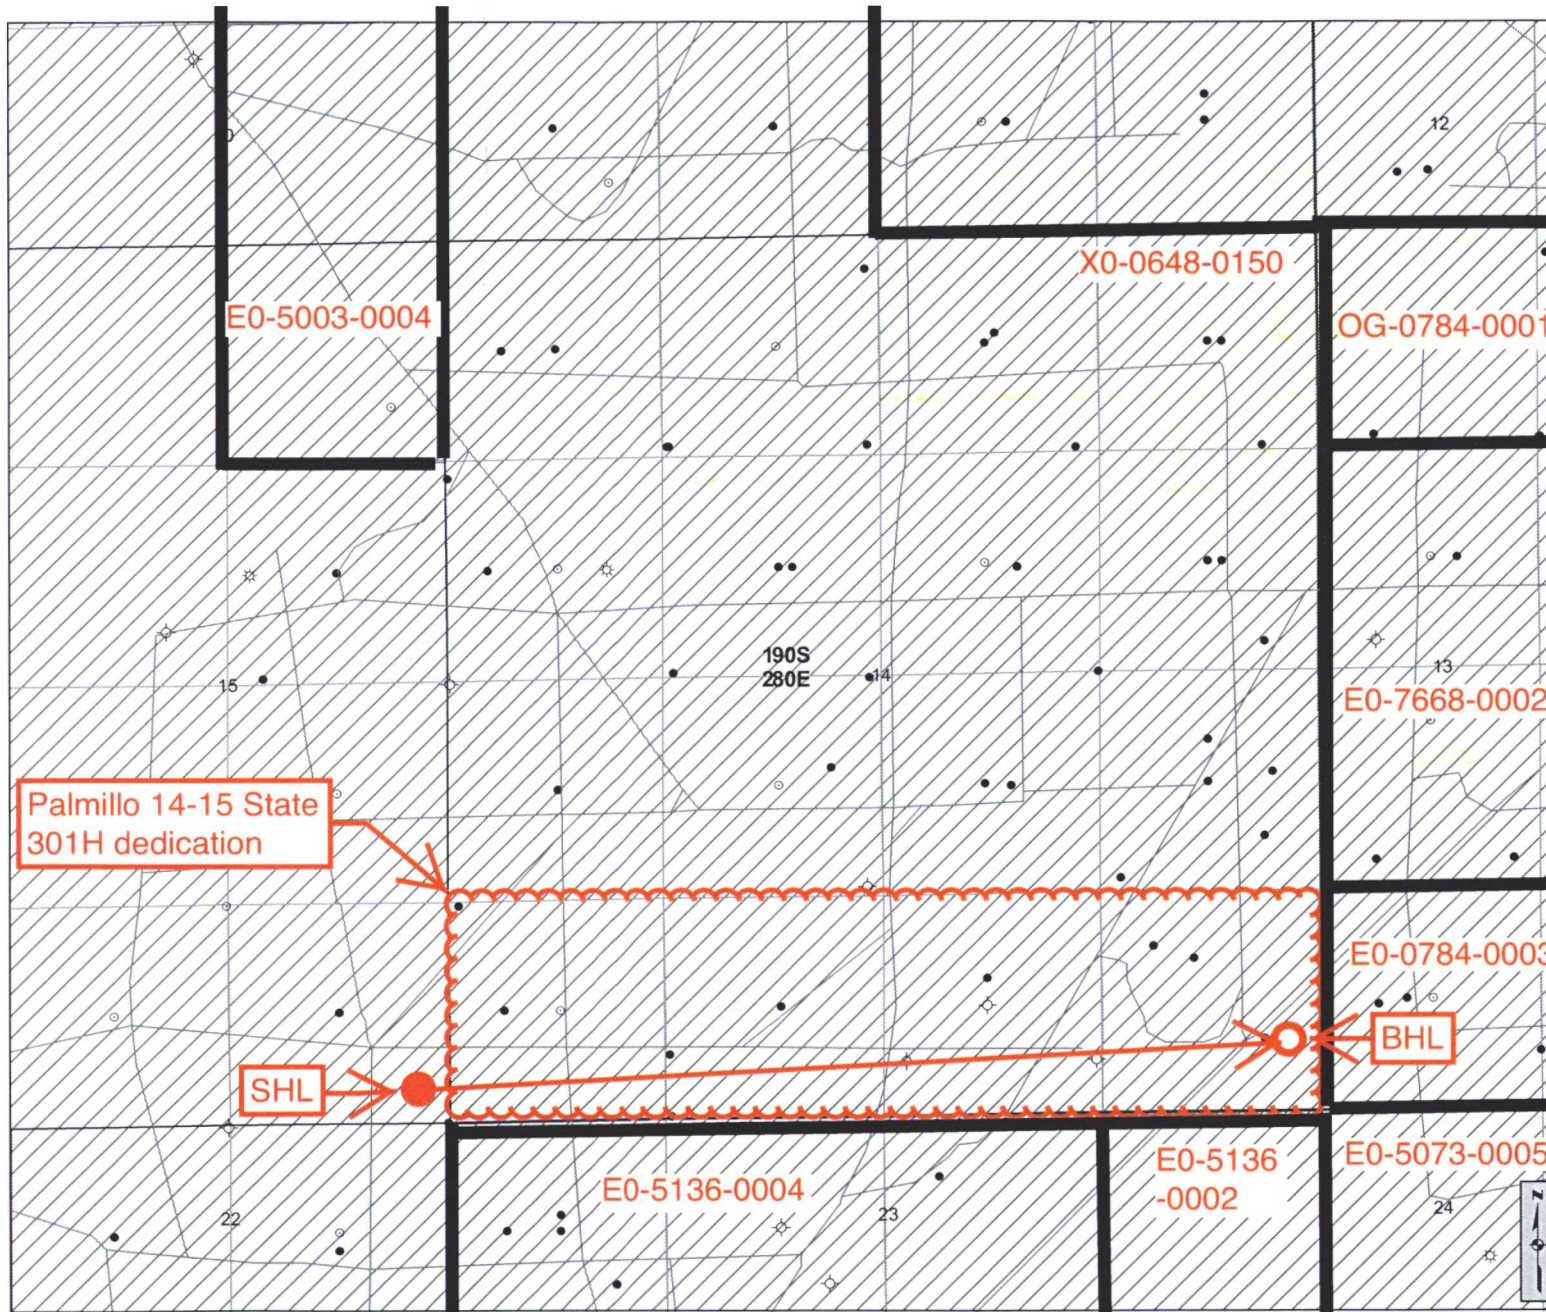 12
X0-0648-0150
E0-5003-0004
OG-0784-0001
190S
280E
14
15
13
E0-7668-0002
Palmillo 14-15 State
301H dedication
E0-0784-0003
BHL
SHL
E0-5136-0004
E0-5136
-0002
E0-5073-0005
22
23
24
N